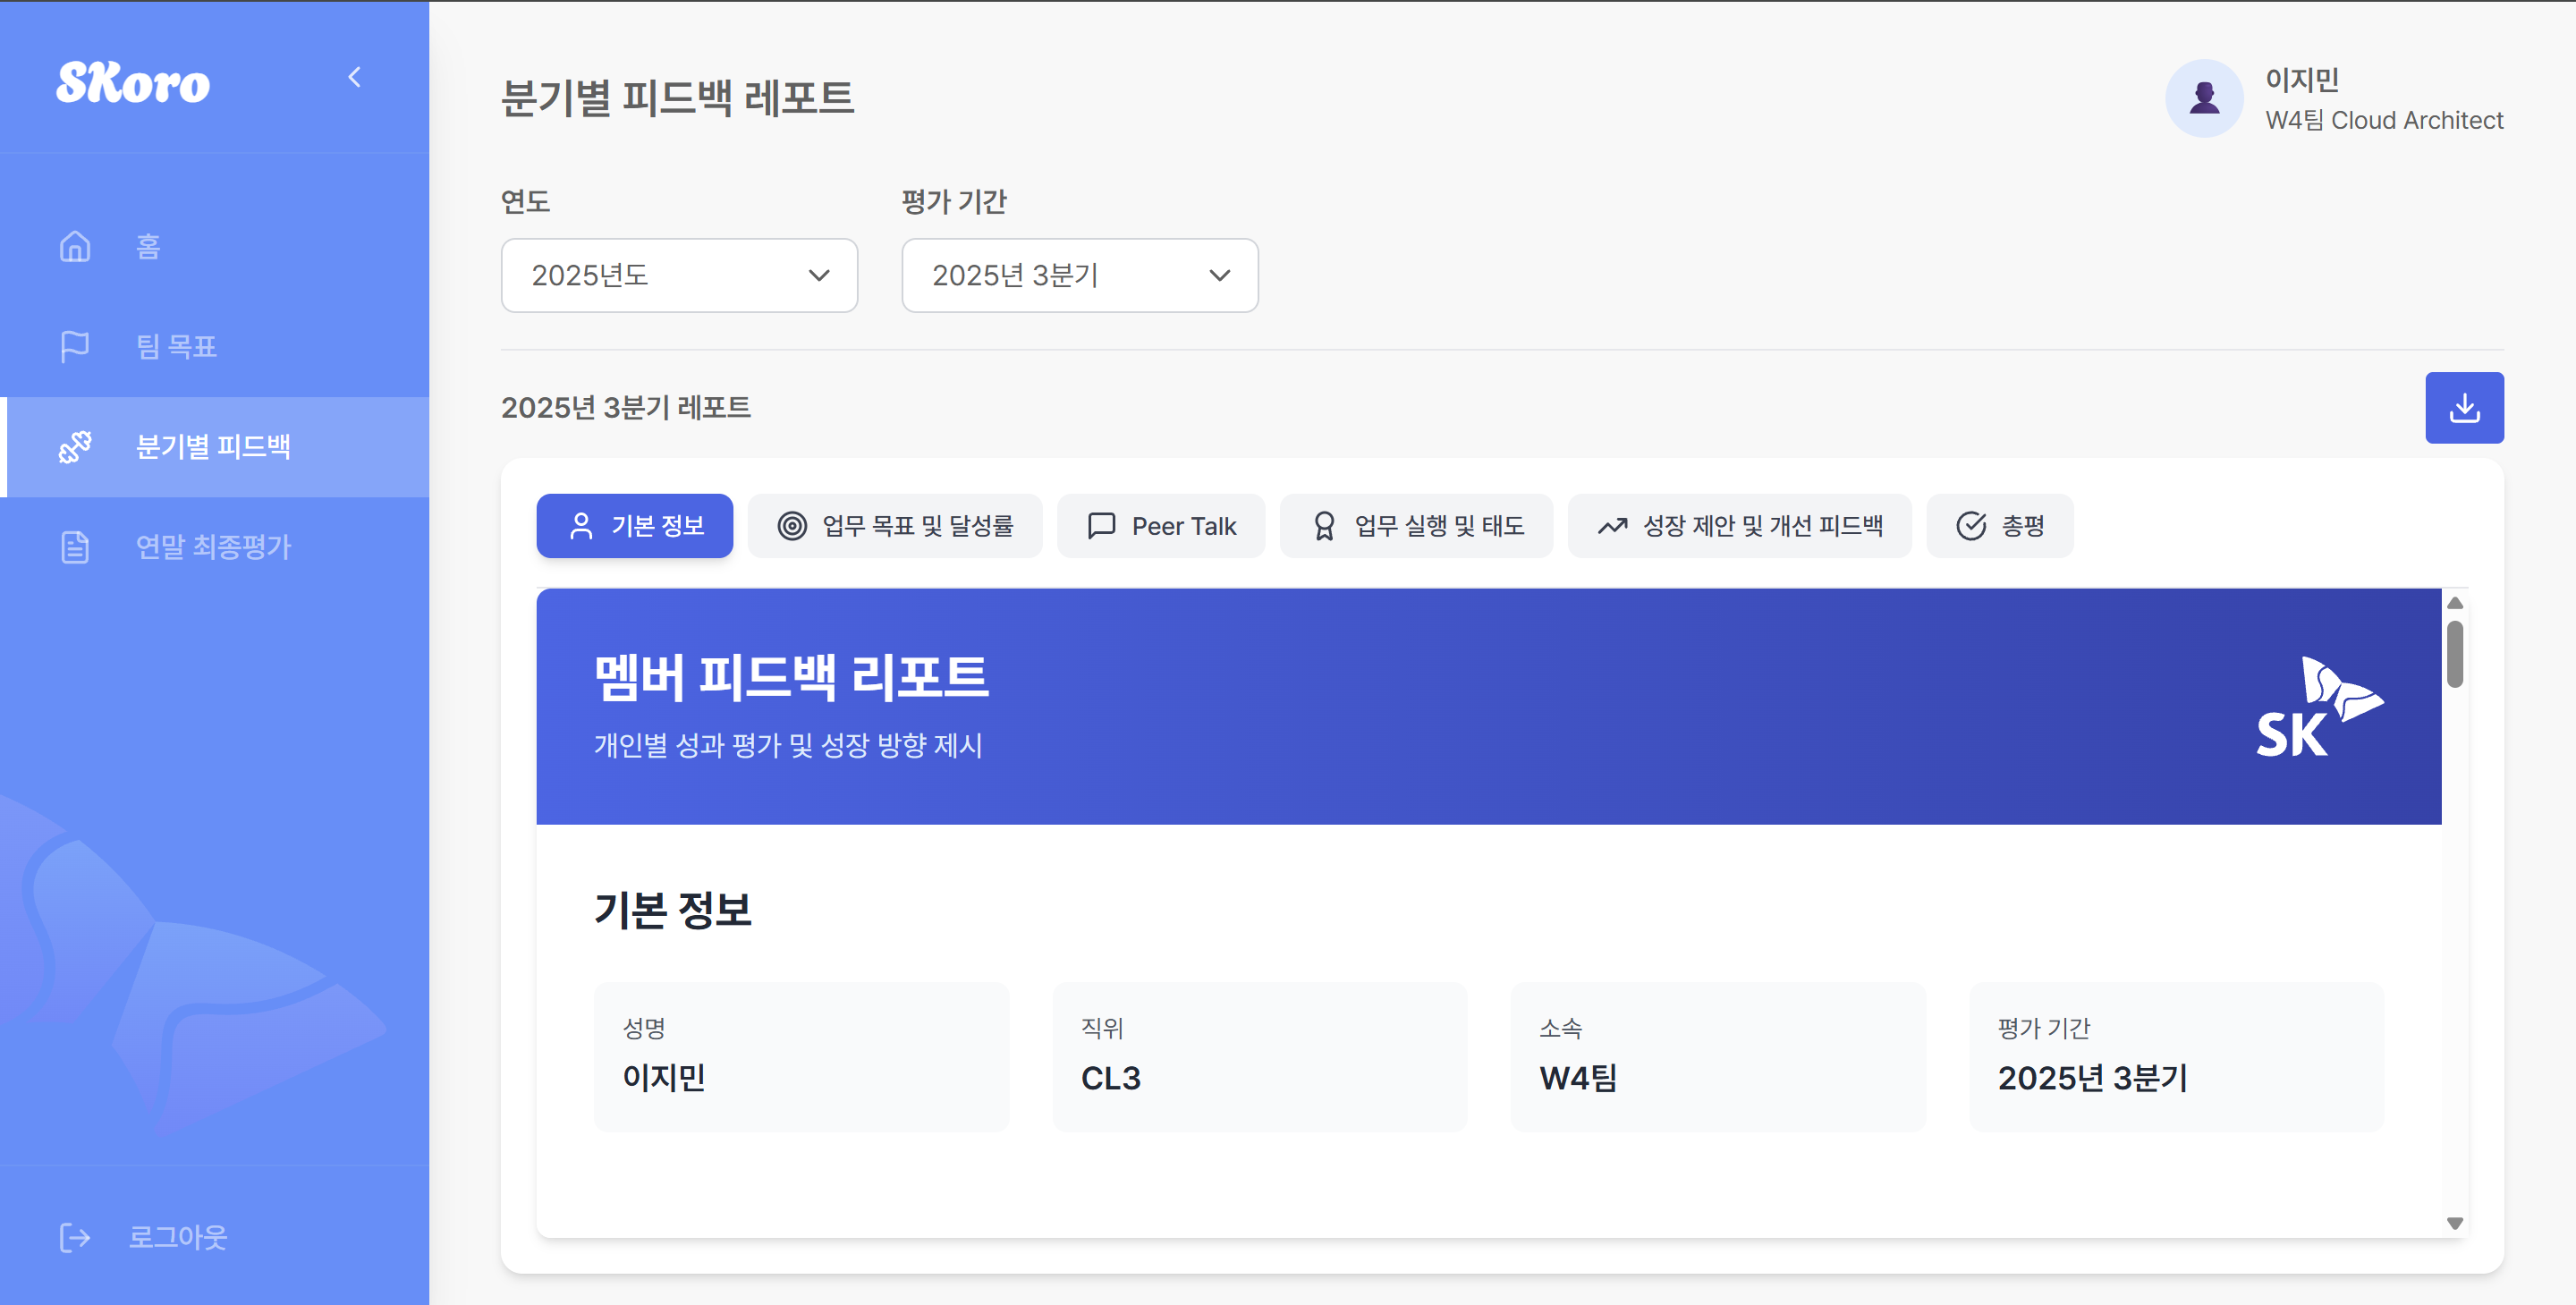 SKoro
홈
팀 목표
분기별 피드백
연말 최종평가
로그아웃
분기별 피드백 레포트
이지민
W4팀 Cloud Architect
연도
평가 기간
2025년도
2025년 3분기
2025년 3분기 레포트
기본 정보
업무 목표 및 달성률
Peer Talk
업무 실행 및 태도
성장 제안 및 개선 피드백
총평
멤버 피드백 리포트
개인별 성과 평가 및 성장 방향 제시
SK
기본 정보
성명
이지민
직위
CL3
소속
W4팀
평가 기간
2025년 3분기